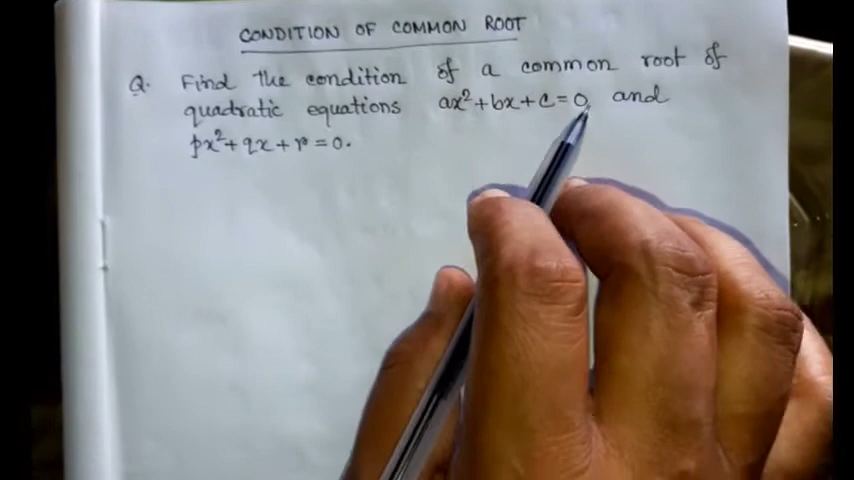 CONDITION OF COMMON ROOT
Q. Find the condition of a common root of
quadratic equations ax²+bx+c=0, and
px²+qx+r=0.